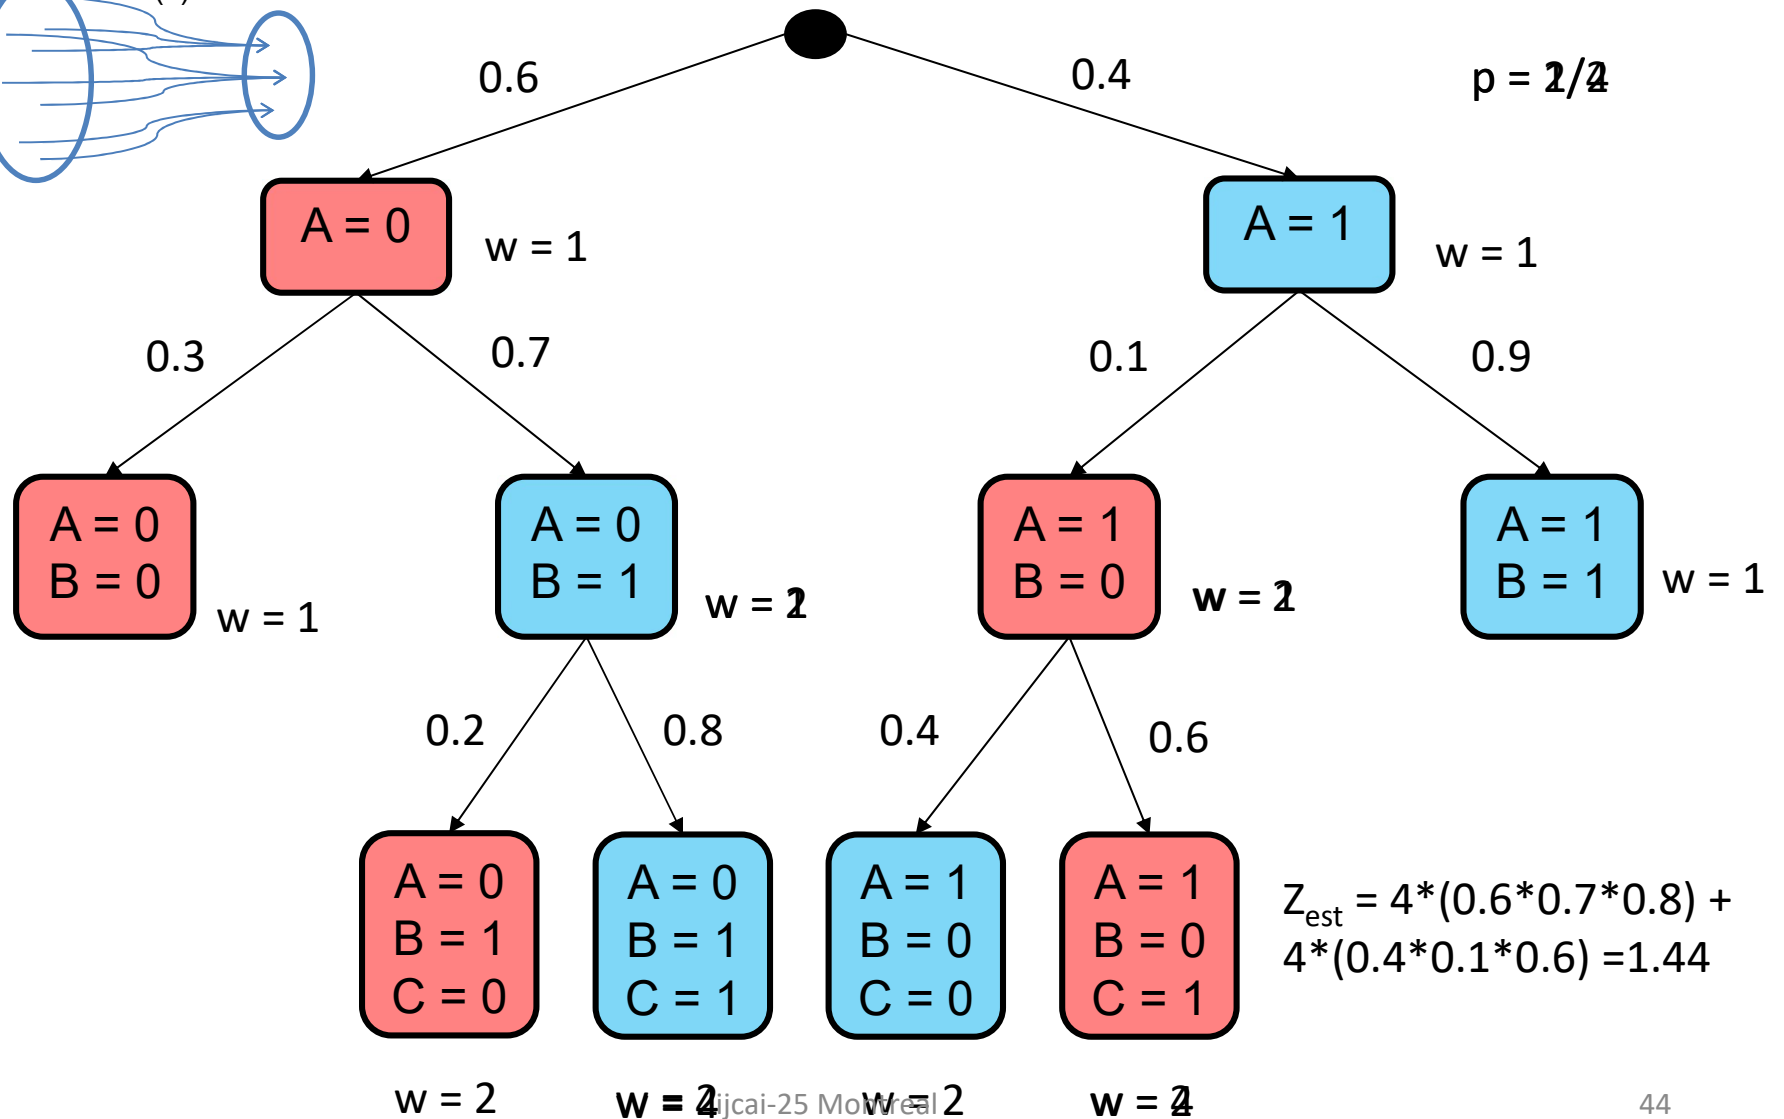 0.6
0.4
p =
A = 0
w = 1
A = 1
w = 1
0.3
0.7
0.1
0.9
A = 0
B = 0
w = 1
A = 0
B = 1
w =
A = 1
B = 0
w =
A = 1
B = 1
w = 1
0.2
0.8
0.4
0.6
A = 0
B = 1
C = 0
w = 2
A = 0
B = 1
C = 1
w =
A = 1
B = 0
C = 0
w = 2
A = 1
B = 0
C = 1
w =
Zest = 4*(0.6*0.7*0.8) +
4*(0.4*0.1*0.6) =1.44
ijcai-25 Montreal
44